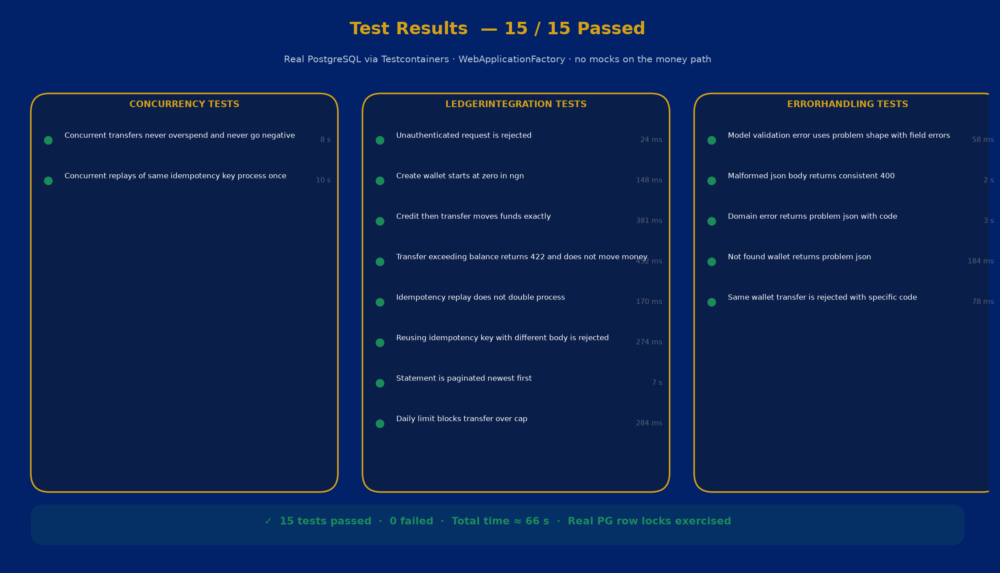 Test Results — 15 / 15 Passed
Real PostgreSQL via Testcontainers · WebApplicationFactory · no mocks on the money path
CONCURRENCY TESTS
Concurrent transfers never overspend and never go negative 8 s
Concurrent replays of same idempotency key process once 10 s
LEDGERINTEGRATION TESTS
Unauthenticated request is rejected 24 ms
Create wallet starts at zero in ngn 148 ms
Credit then transfer moves funds exactly 381 ms
Transfer exceeding balance returns 422 and does not move money 432 ms
Idempotency replay does not double process 170 ms
Reusing idempotency key with different body is rejected 274 ms
Statement is paginated newest first 7 s
Daily limit blocks transfer over cap 284 ms
ERRORHANDLING TESTS
Model validation error uses problem shape with field errors 58 ms
Malformed json body returns consistent 400 2 s
Domain error returns problem json with code 3 s
Not found wallet returns problem json 184 ms
Same wallet transfer is rejected with specific code 78 ms
✓ 15 tests passed · 0 failed · Total time ≈ 66 s · Real PG row locks exercised